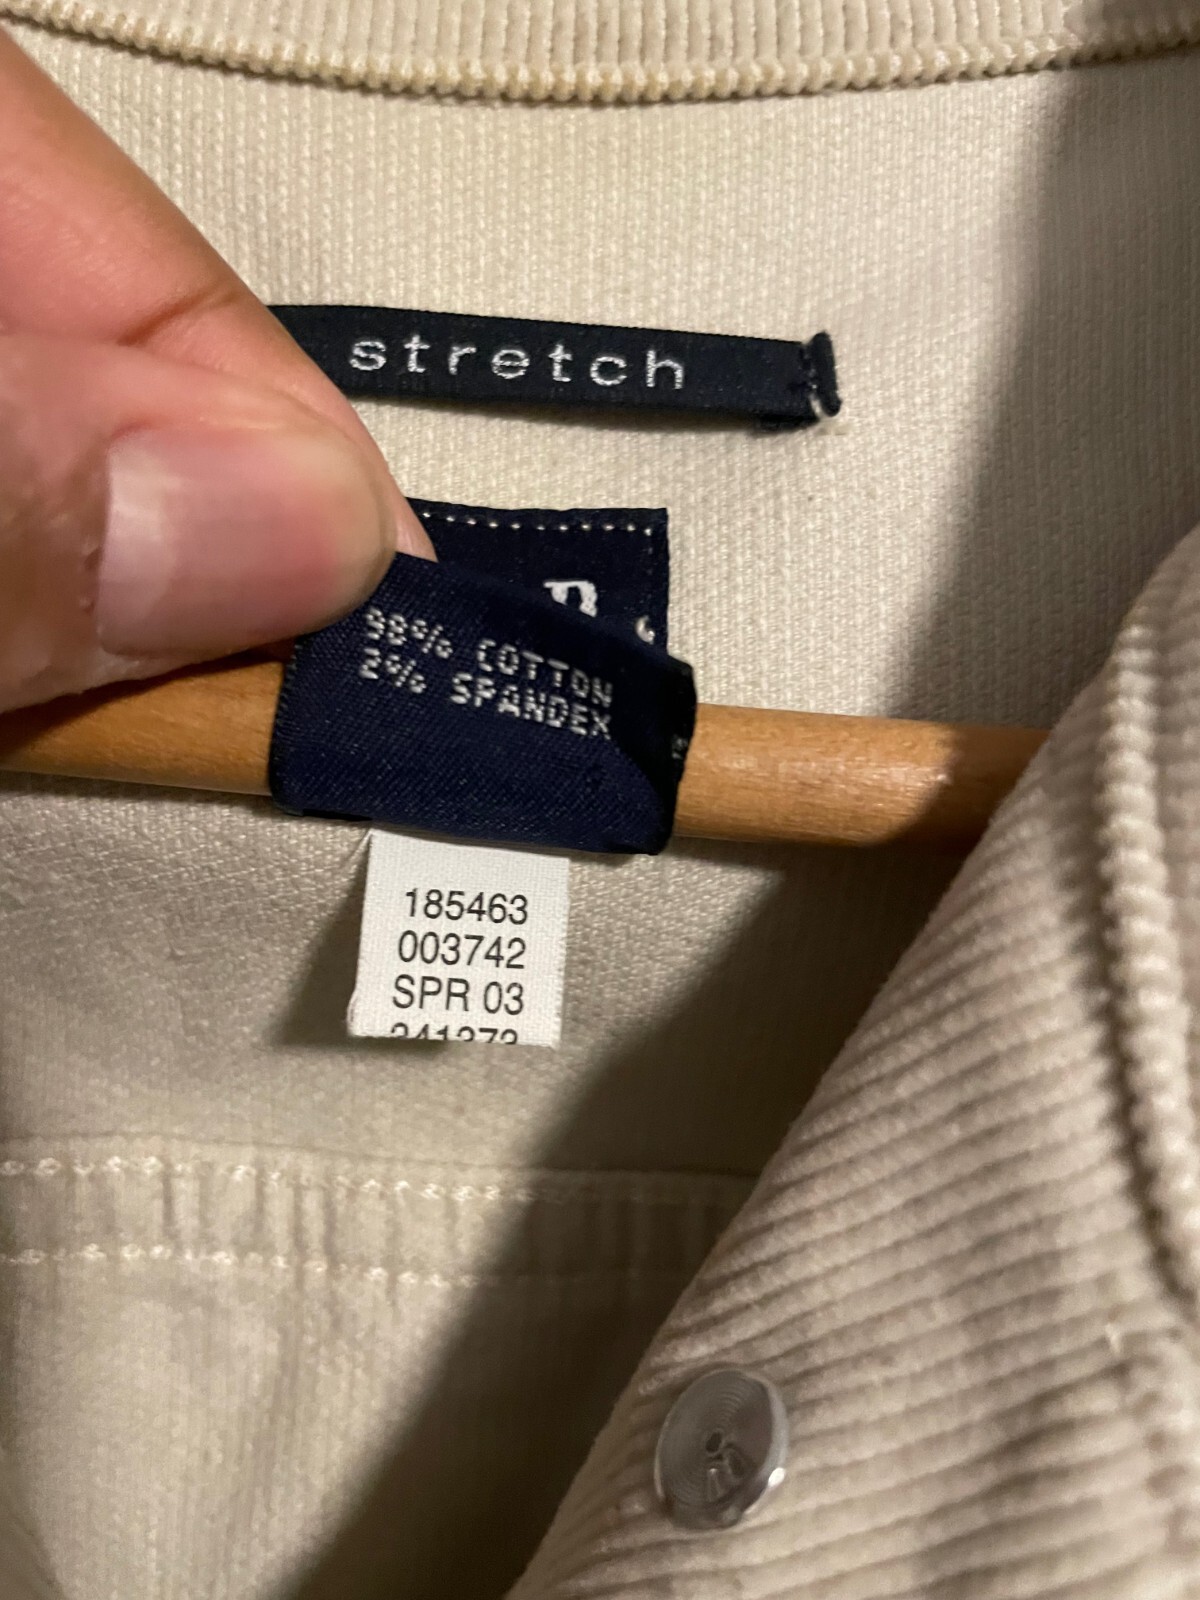 stretch
98% COTTON
2% SPANDEX
185463
003742
SPR 03